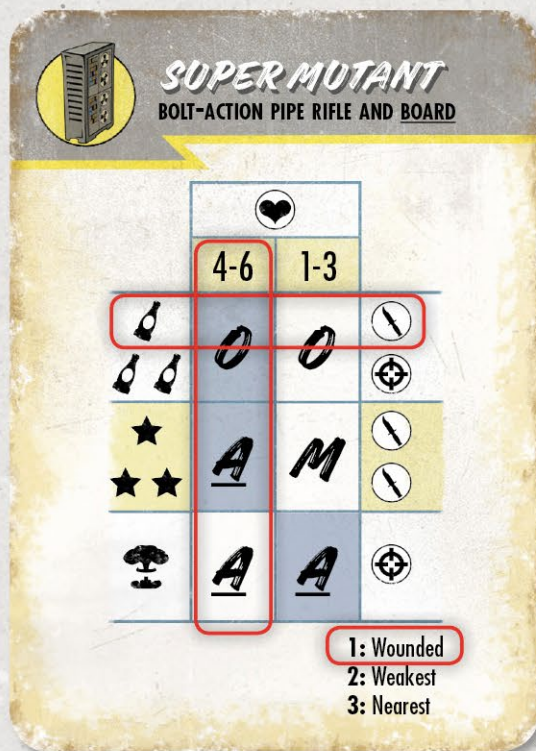 SUPER MUTANT
BOLT-ACTION PIPE RIFLE AND BOARD
4-6 1-3
O O
A M
A A
1: Wounded
2: Weakest
3: Nearest